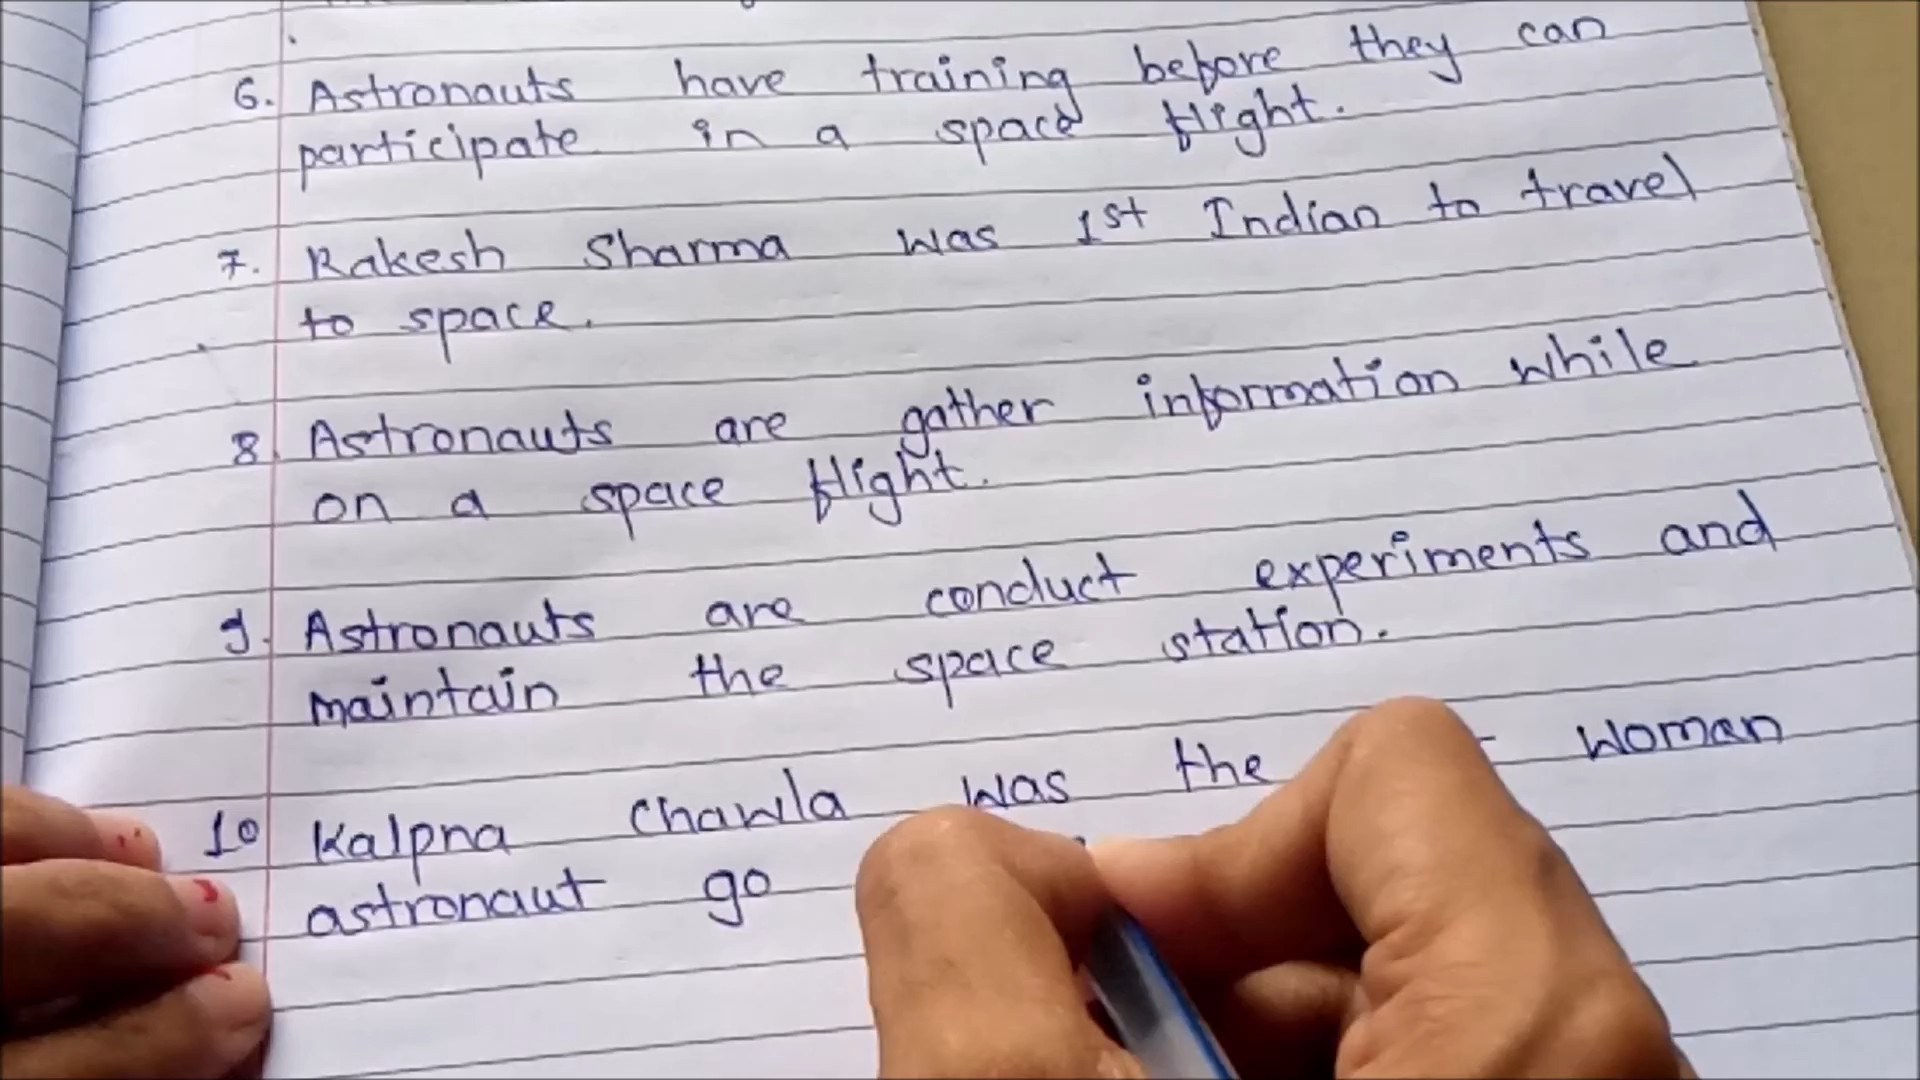 6. Astronauts have training before they can
participate in a space flight.
7. Rakesh Sharma was 1st Indian to travel
to space.
8. Astronauts are gather information while
on a space flight.
9. Astronauts are conduct experiments and
maintain the space station.
10 Kalpna Chawla was the woman
astronaut go